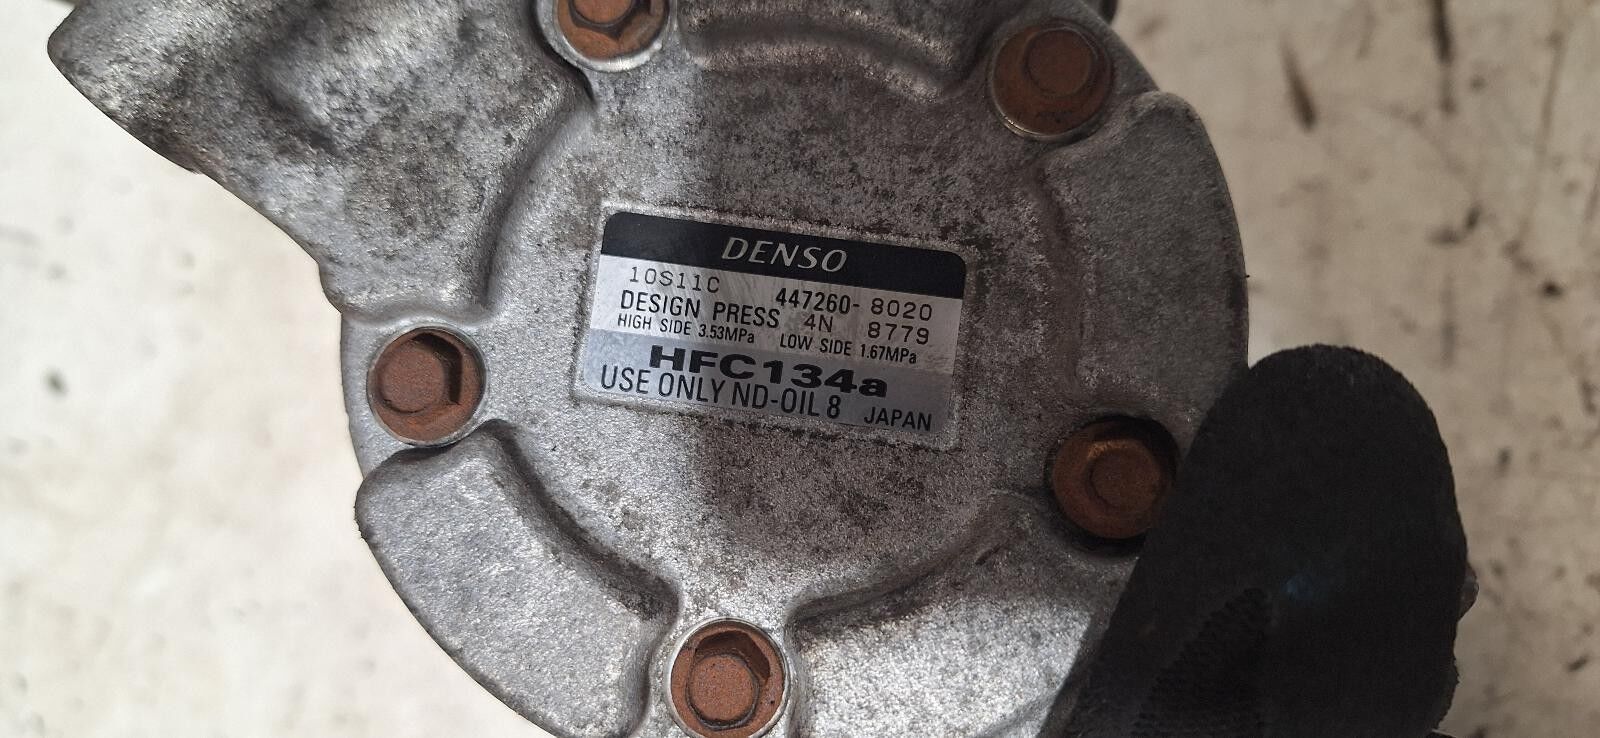 DENSO
10S11C 447260-8020
DESIGN PRESS 4N 8779
HIGH SIDE 3.53MPa LOW SIDE 1.67MPa
HFC134a
USE ONLY ND-OIL 8 JAPAN